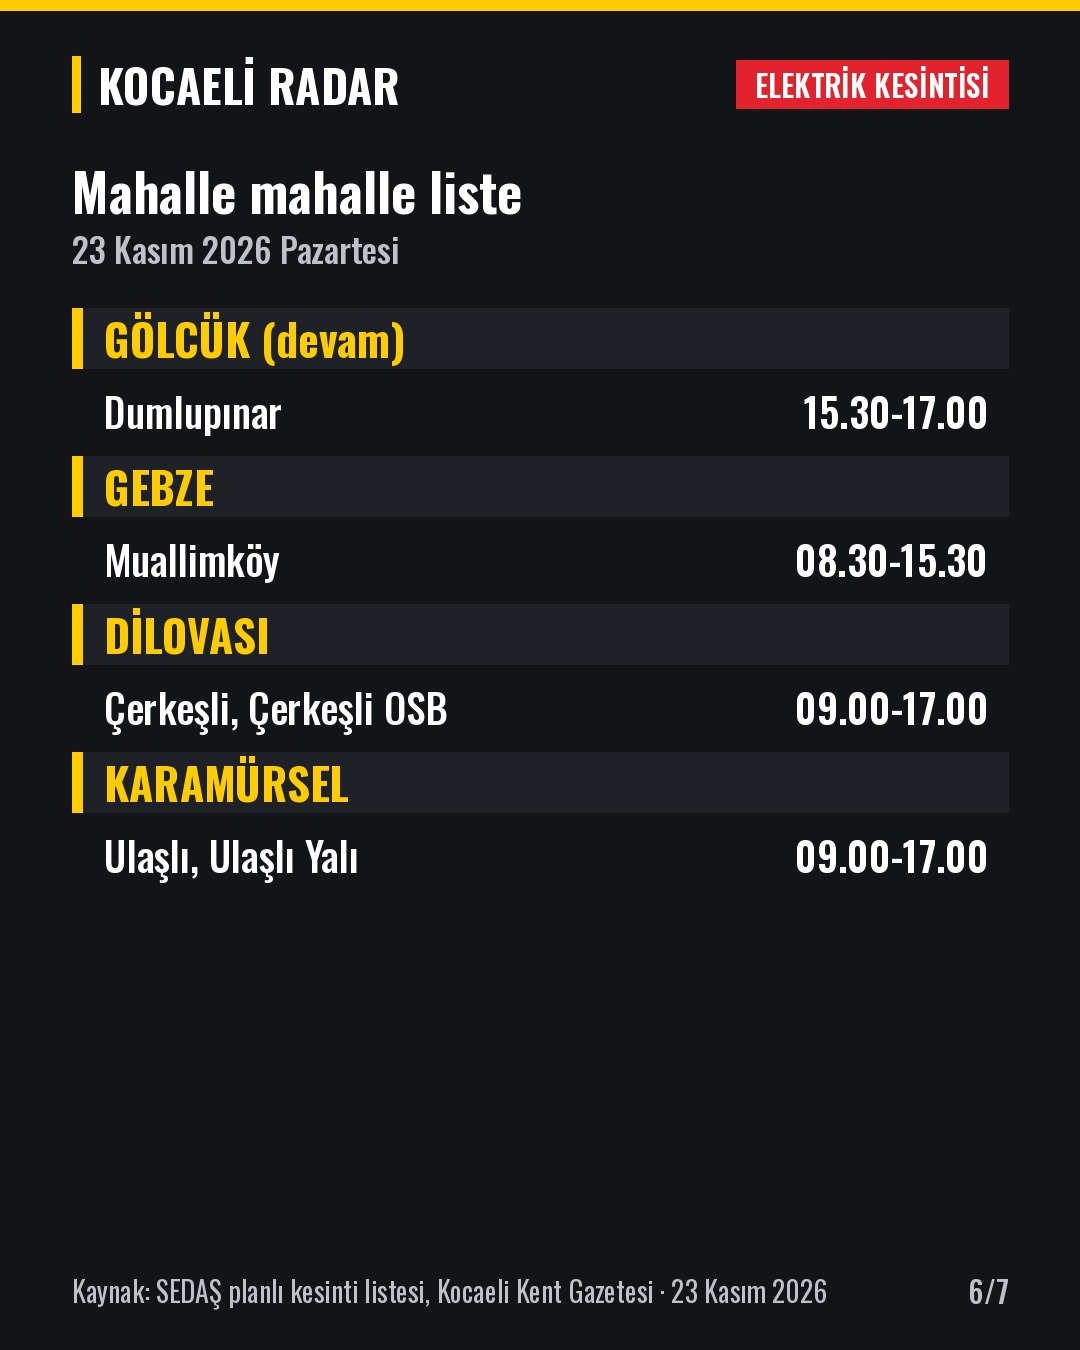 KOCAELİ RADAR
ELEKTRİK KESİNTİSİ
Mahalle mahalle liste
23 Kasım 2026 Pazartesi
GÖLCÜK (devam)
Dumlupınar 15.30-17.00
GEBZE
Muallimköy 08.30-15.30
DİLOVASI
Çerkeşli, Çerkeşli OSB 09.00-17.00
KARAMÜRSEL
Ulaşlı, Ulaşlı Yalı 09.00-17.00
Kaynak: SEDAŞ planlı kesinti listesi, Kocaeli Kent Gazetesi · 23 Kasım 2026 6/7